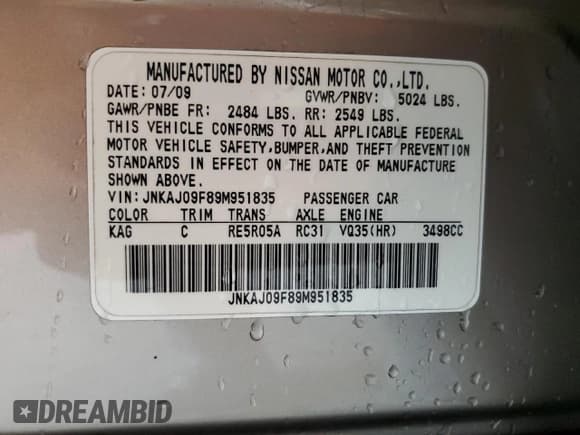 MANUFACTURED BY NISSAN MOTOR CO.,LTD.
DATE: 07/09 GVWR/PNBV: 5024 LBS.
GAWR/PNBE FR: 2484 LBS. RR: 2549 LBS.
THIS VEHICLE CONFORMS TO ALL APPLICABLE FEDERAL
MOTOR VEHICLE SAFETY,BUMPER,AND THEFT PREVENTION
STANDARDS IN EFFECT ON THE DATE OF MANUFACTURE
SHOWN ABOVE.
VIN:JNKAJ09F89M951835 PASSENGER CAR
COLOR TRIM TRANS AXLE ENGINE
KAG C RE5R05A RC31 VQ35(HR) 3498CC
JNKAJ09F89M951835
DREAMBID